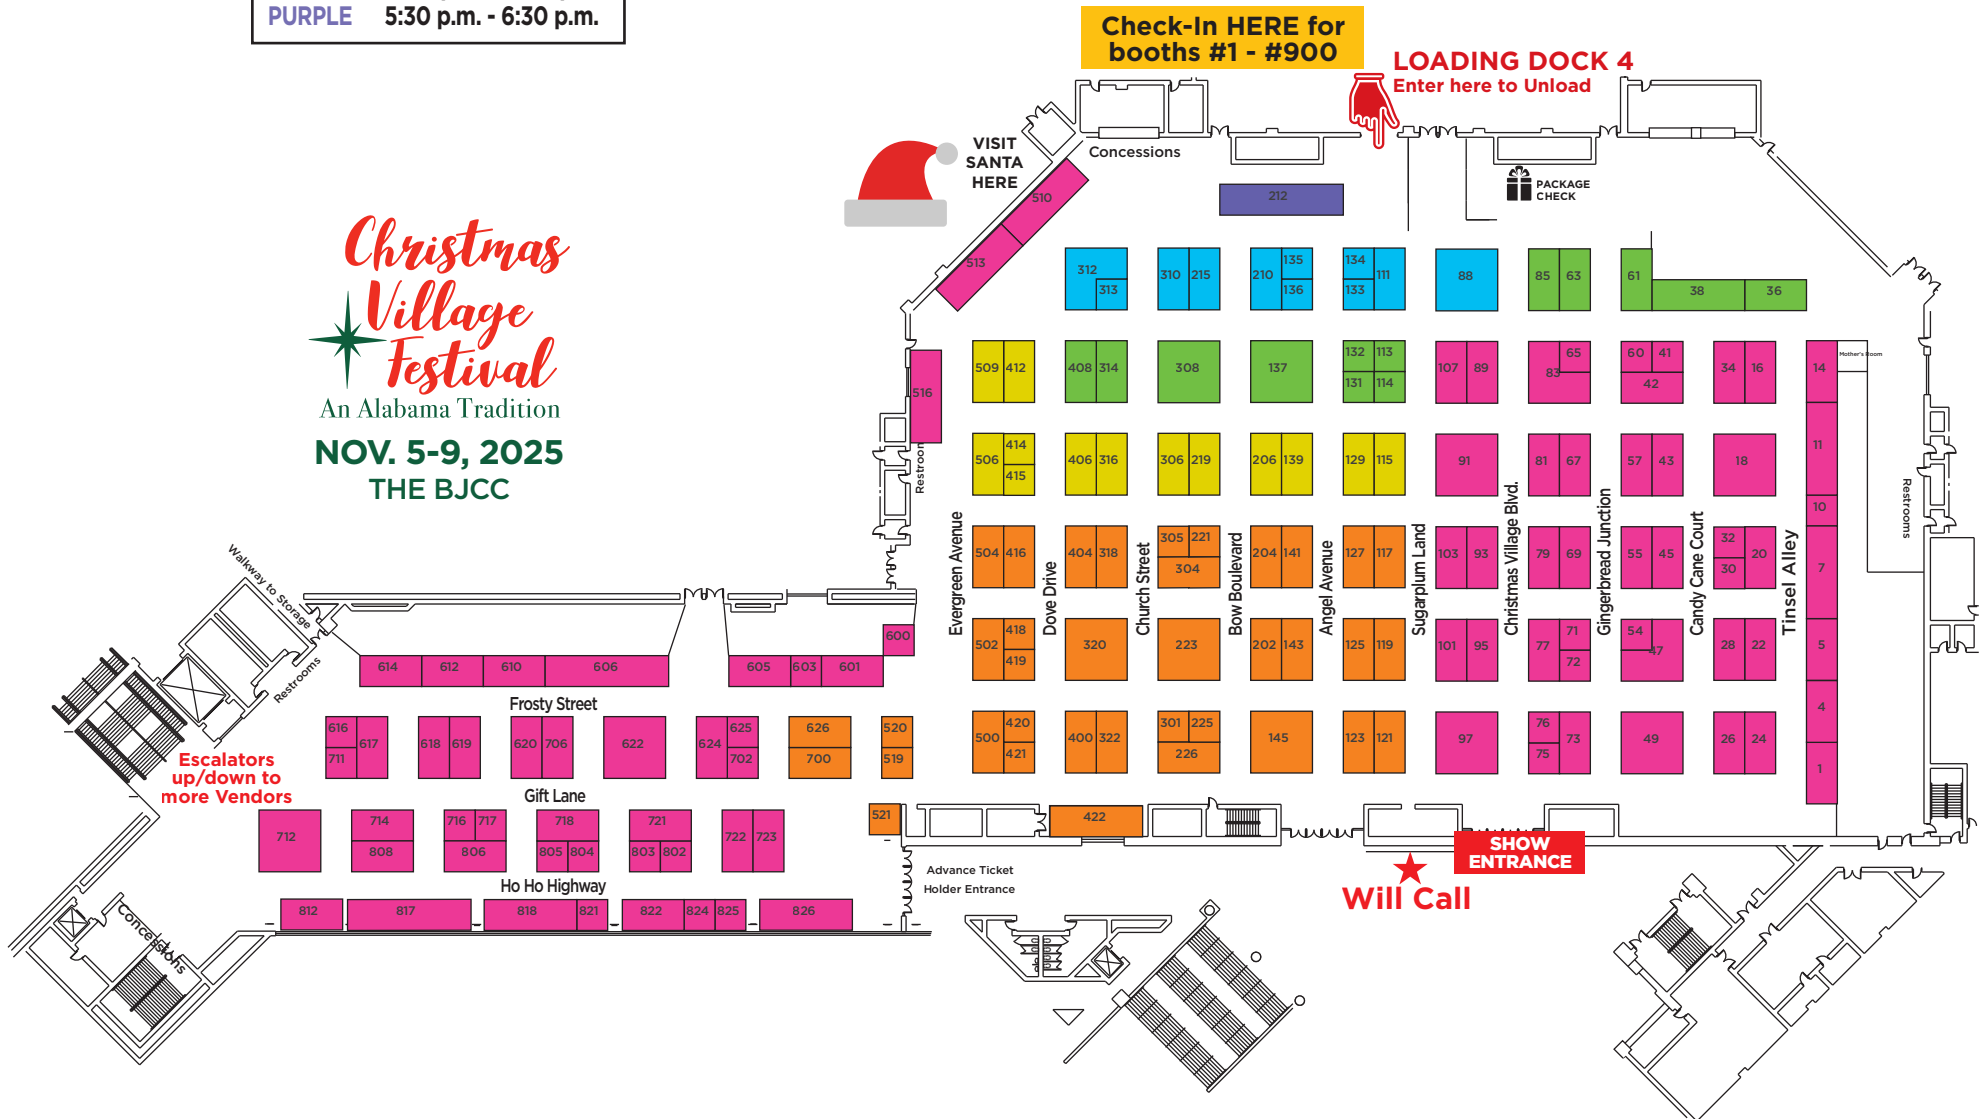 PURPLE 5:30 p.m. - 6:30 p.m.
Check-In HERE for
booths #1 - #900
LOADING DOCK 4
Enter here to Unload
VISIT
SANTA
HERE
Concessions
PACKAGE
CHECK
510
212
513
312
313
310 215
210 135
136
134 111
133
88
85 63
61
38 36
Christmas
Village
Festival
An Alabama Tradition
NOV. 5-9, 2025
THE BJCC
516
Restroom
509 412
408 314
308
137
132 113
131 114
107 89
65
83
60 41
42
34 16
14
Mother's Room
506 414
415
406 316
306 219
206 139
129 115
91
81 67
57 43
18
11
10
Restrooms
Evergreen Avenue
Dove Drive
Church Street
Bow Boulevard
Angel Avenue
Sugarplum Land
Christmas Village Blvd.
Gingerbread Junction
Candy Cane Court
Tinsel Alley
504 416
404 318
305 221
304
204 141
127 117
103 93
79 69
55 45
32 20
30
7
502 418
419
320
223
202 143
125 119
101 95
77 71
72
54
47
28 22
5
500 420
421
400 322
301 225
226
145
123 121
97
76 73
75
49
26 24
4
1
Walkway to Storage
Restrooms
600
614 612 610 606
605 603 601
Frosty Street
616 617
711
618 619
620 706
622
624 625
702
626
700
520
519
Escalators
up/down to
more Vendors
Gift Lane
712
714
808
716 717
806
718
805 804
721
803 802
722 723
521
422
Ho Ho Highway
812 817 818 821 822 824 825 826
Concessions
Advance Ticket
Holder Entrance
SHOW
ENTRANCE
Will Call